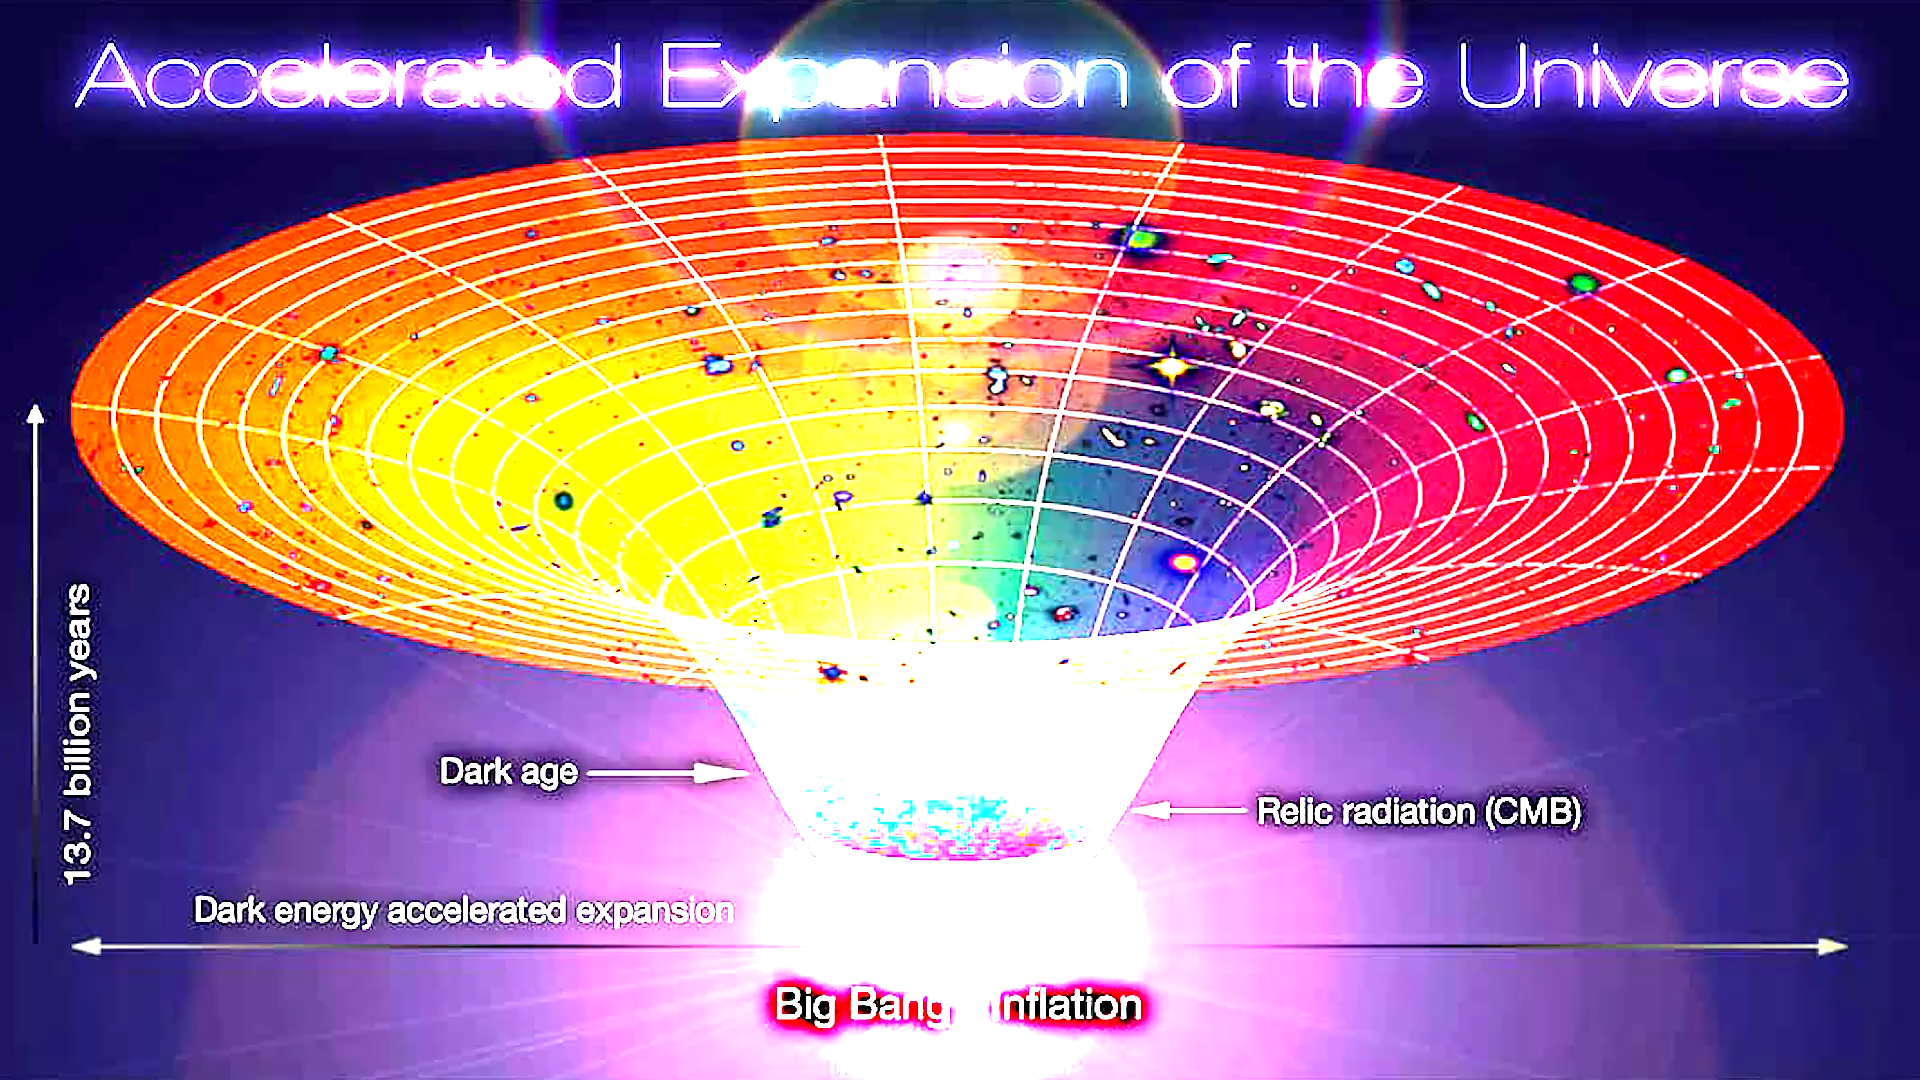 Accelerated Expansion of the Universe
13.7 billion years
Dark age
Relic radiation (CMB)
Dark energy accelerated expansion
Big Bang Inflation